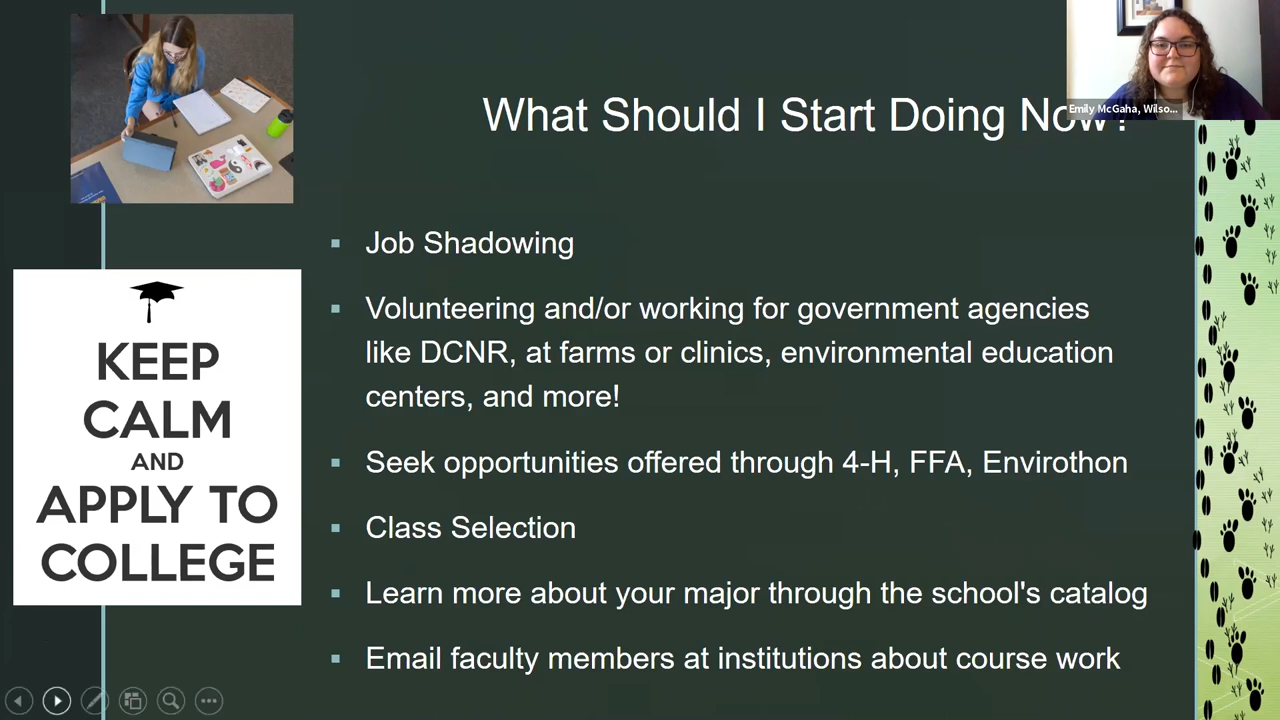 What Should I Start Doing Now?
Emily McGaha, Wilso...
Job Shadowing
Volunteering and/or working for government agencies
like DCNR, at farms or clinics, environmental education
centers, and more!
Seek opportunities offered through 4-H, FFA, Envirothon
Class Selection
Learn more about your major through the school's catalog
Email faculty members at institutions about course work
KEEP
CALM
AND
APPLY TO
COLLEGE